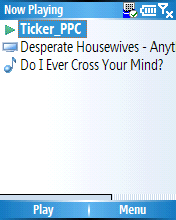 Now Playing
Ticker_PPC
Desperate Housewives - Anyt
Do I Ever Cross Your Mind?
Play
Menu